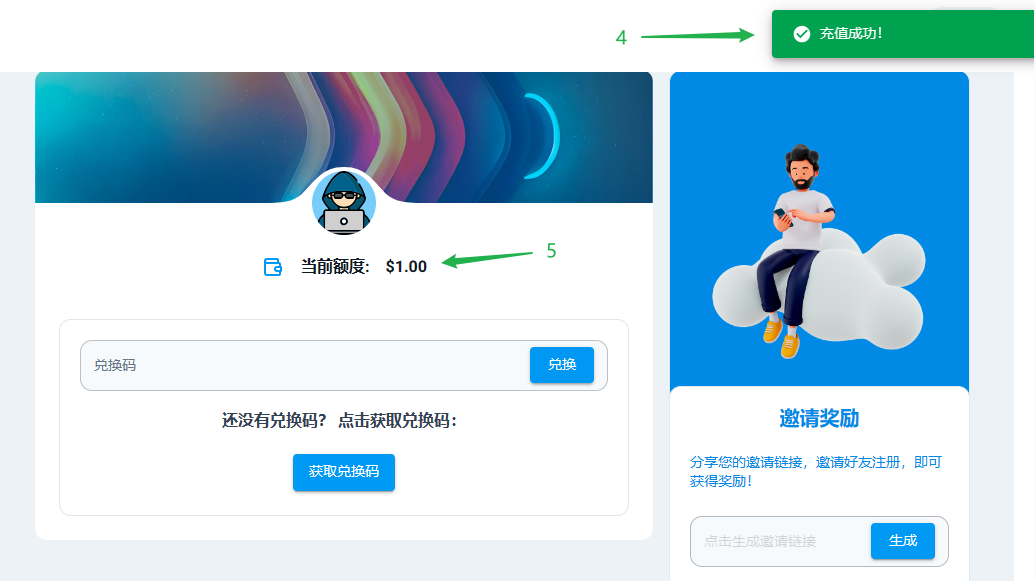 4
充值成功!
当前额度: $1.00
5
兑换码
兑换
还没有兑换码? 点击获取兑换码:
获取兑换码
邀请奖励
分享您的邀请链接，邀请好友注册，即可
获得奖励!
点击生成邀请链接
生成